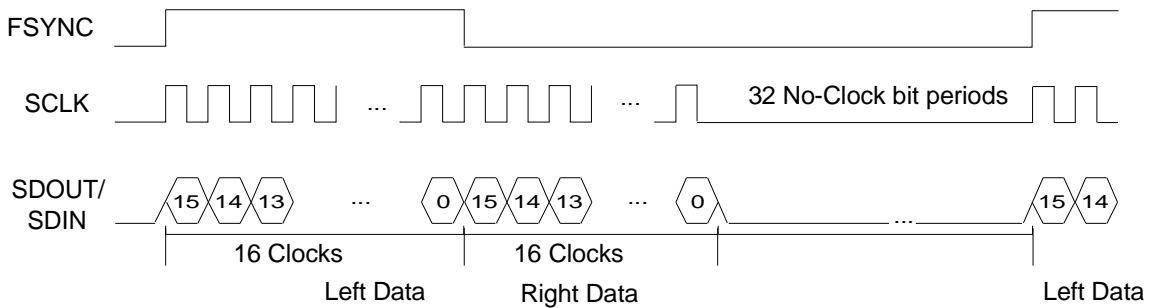 FSYNC
SCLK
...
...
32 No-Clock bit periods
SDOUT/
SDIN
15 14 13 ... 0 15 14 13 ... 0 ... 15 14
16 Clocks 16 Clocks
Left Data Right Data Left Data